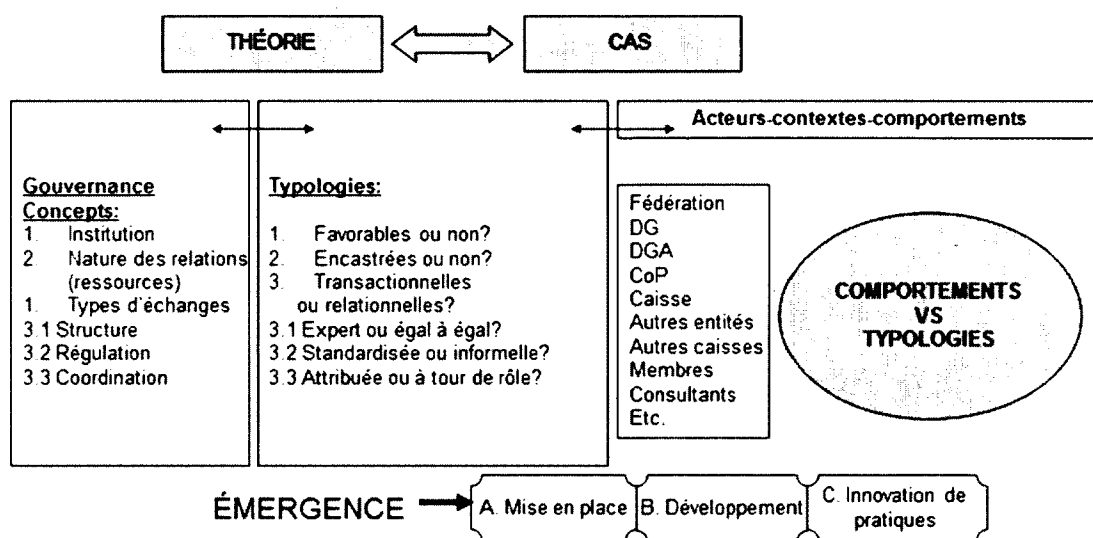 THÉORIE
CAS
Acteurs-contextes-comportements
Gouvernance
Concepts:
1. Institution
2. Nature des relations
(ressources)
1. Types d'échanges
3.1 Structure
3.2 Régulation
3.3 Coordination
Typologies:
1. Favorables ou non?
2. Encastrées ou non?
3. Transactionnelles
ou relationnelles?
3.1 Expert ou égal à égal?
3.2 Standardisée ou informelle?
3.3 Attribuée ou à tour de rôle?
Fédération
DG
DGA
CoP
Caisse
Autres entités
Autres caisses
Membres
Consultants
Etc.
COMPORTEMENTS
VS
TYPOLOGIES
ÉMERGENCE
A. Mise en place
B. Développement
C. Innovation de
pratiques